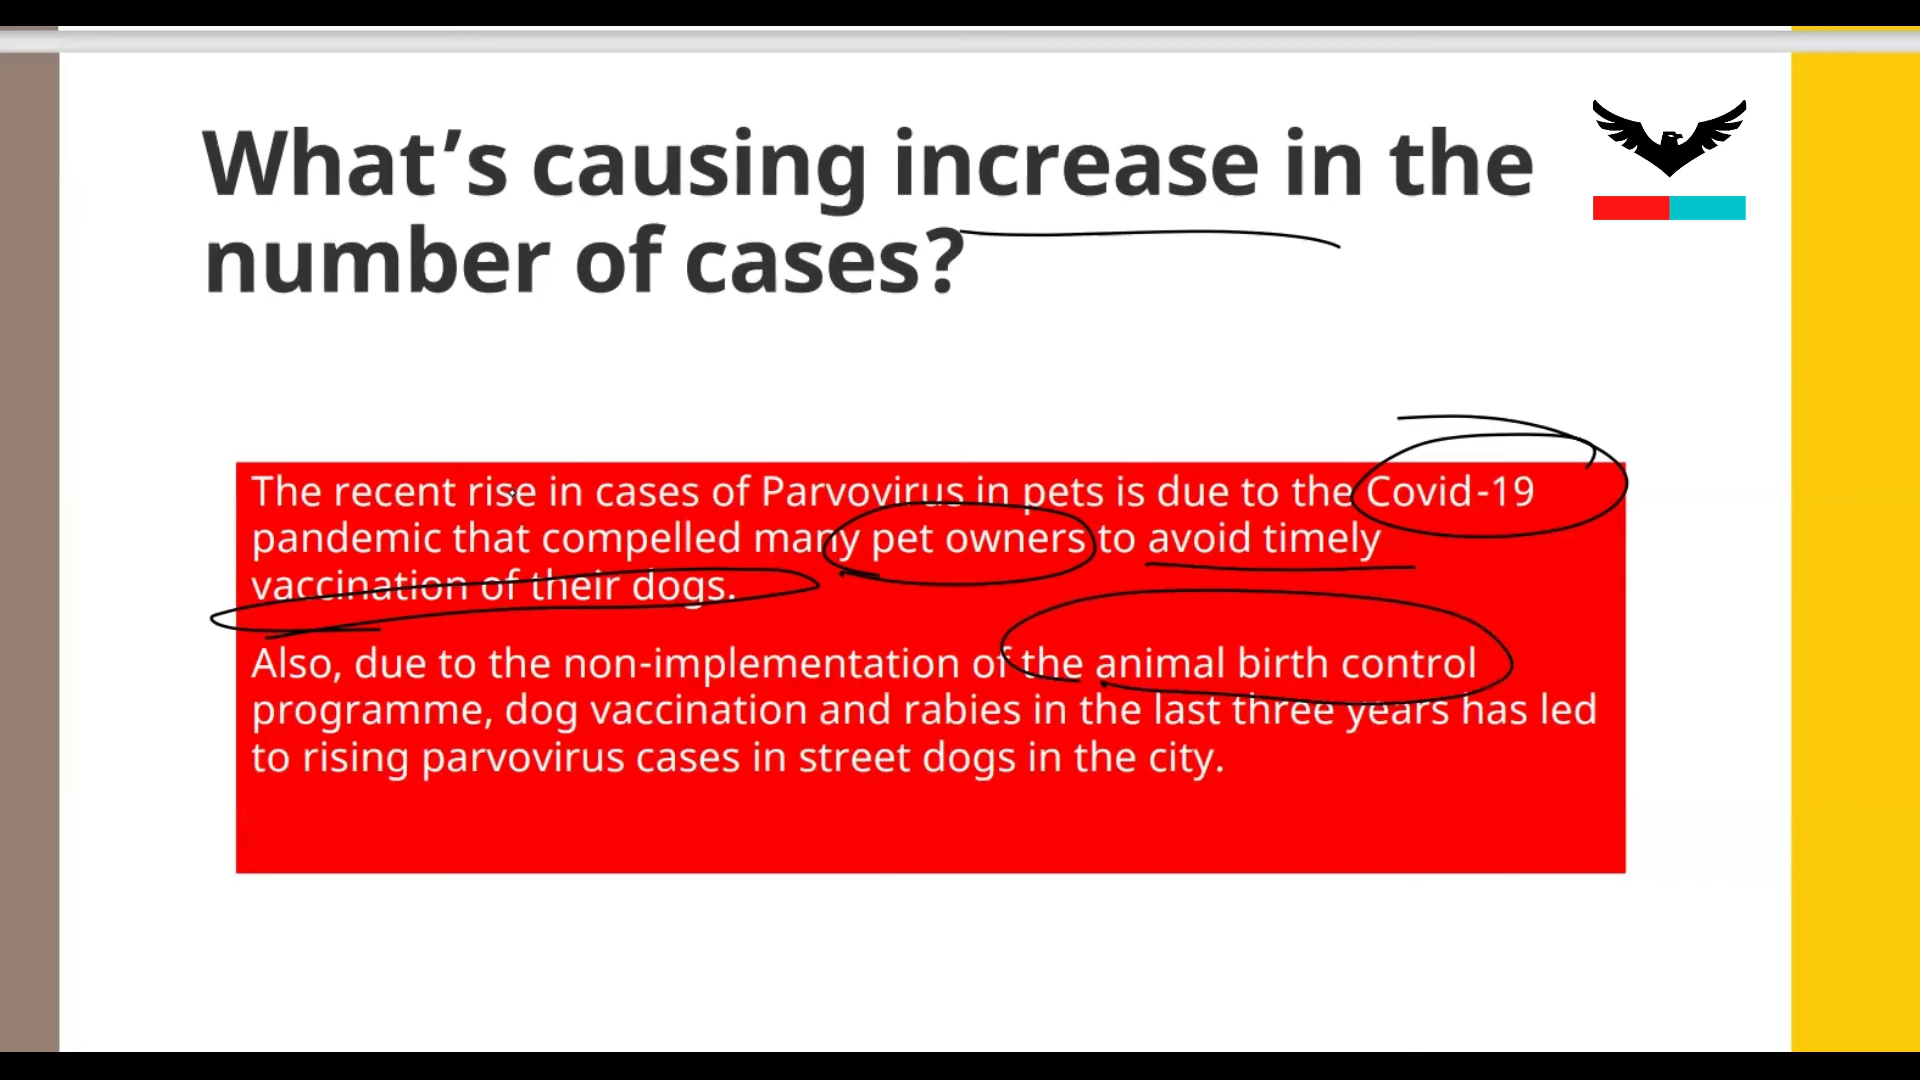 What’s causing increase in the
number of cases?
The recent rise in cases of Parvovirus in pets is due to the Covid-19
pandemic that compelled many pet owners to avoid timely
vaccination of their dogs.
Also, due to the non-implementation of the animal birth control
programme, dog vaccination and rabies in the last three years has led
to rising parvovirus cases in street dogs in the city.